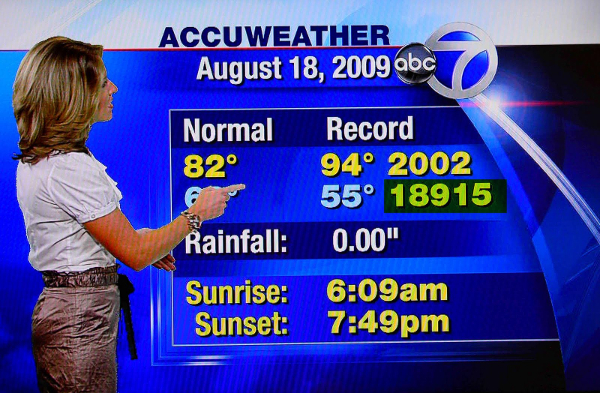 ACCUWEATHER
August 18, 2009 abc 7
Normal Record
82° 94° 2002
55° 18915
Rainfall: 0.00"
Sunrise: 6:09am
Sunset: 7:49pm